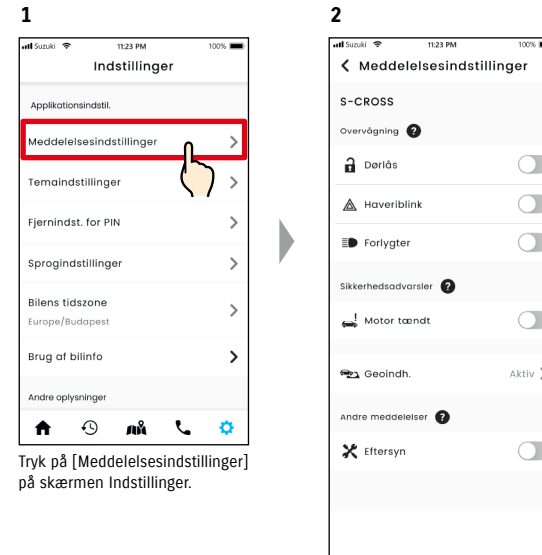 1
Suzuki 11:23 PM 100%
Indstillinger
Applikationsindstil.
Meddelelsesindstillinger
Temaindstillinger
Fjernindst. for PIN
Sprogindstillinger
Bilens tidszone
Europe/Budapest
Brug af bilinfo
Andre oplysninger
Tryk på [Meddelelsesindstillinger]
på skærmen Indstillinger.
2
Suzuki 11:23 PM 100%
Meddelelsesindstillinger
S-CROSS
Overvågning ?
Dørlås
Haveriblink
Forlygter
Sikkerhedsadvarsler ?
Motor tændt
Geoindh. Aktiv
Andre meddelelser ?
Eftersyn